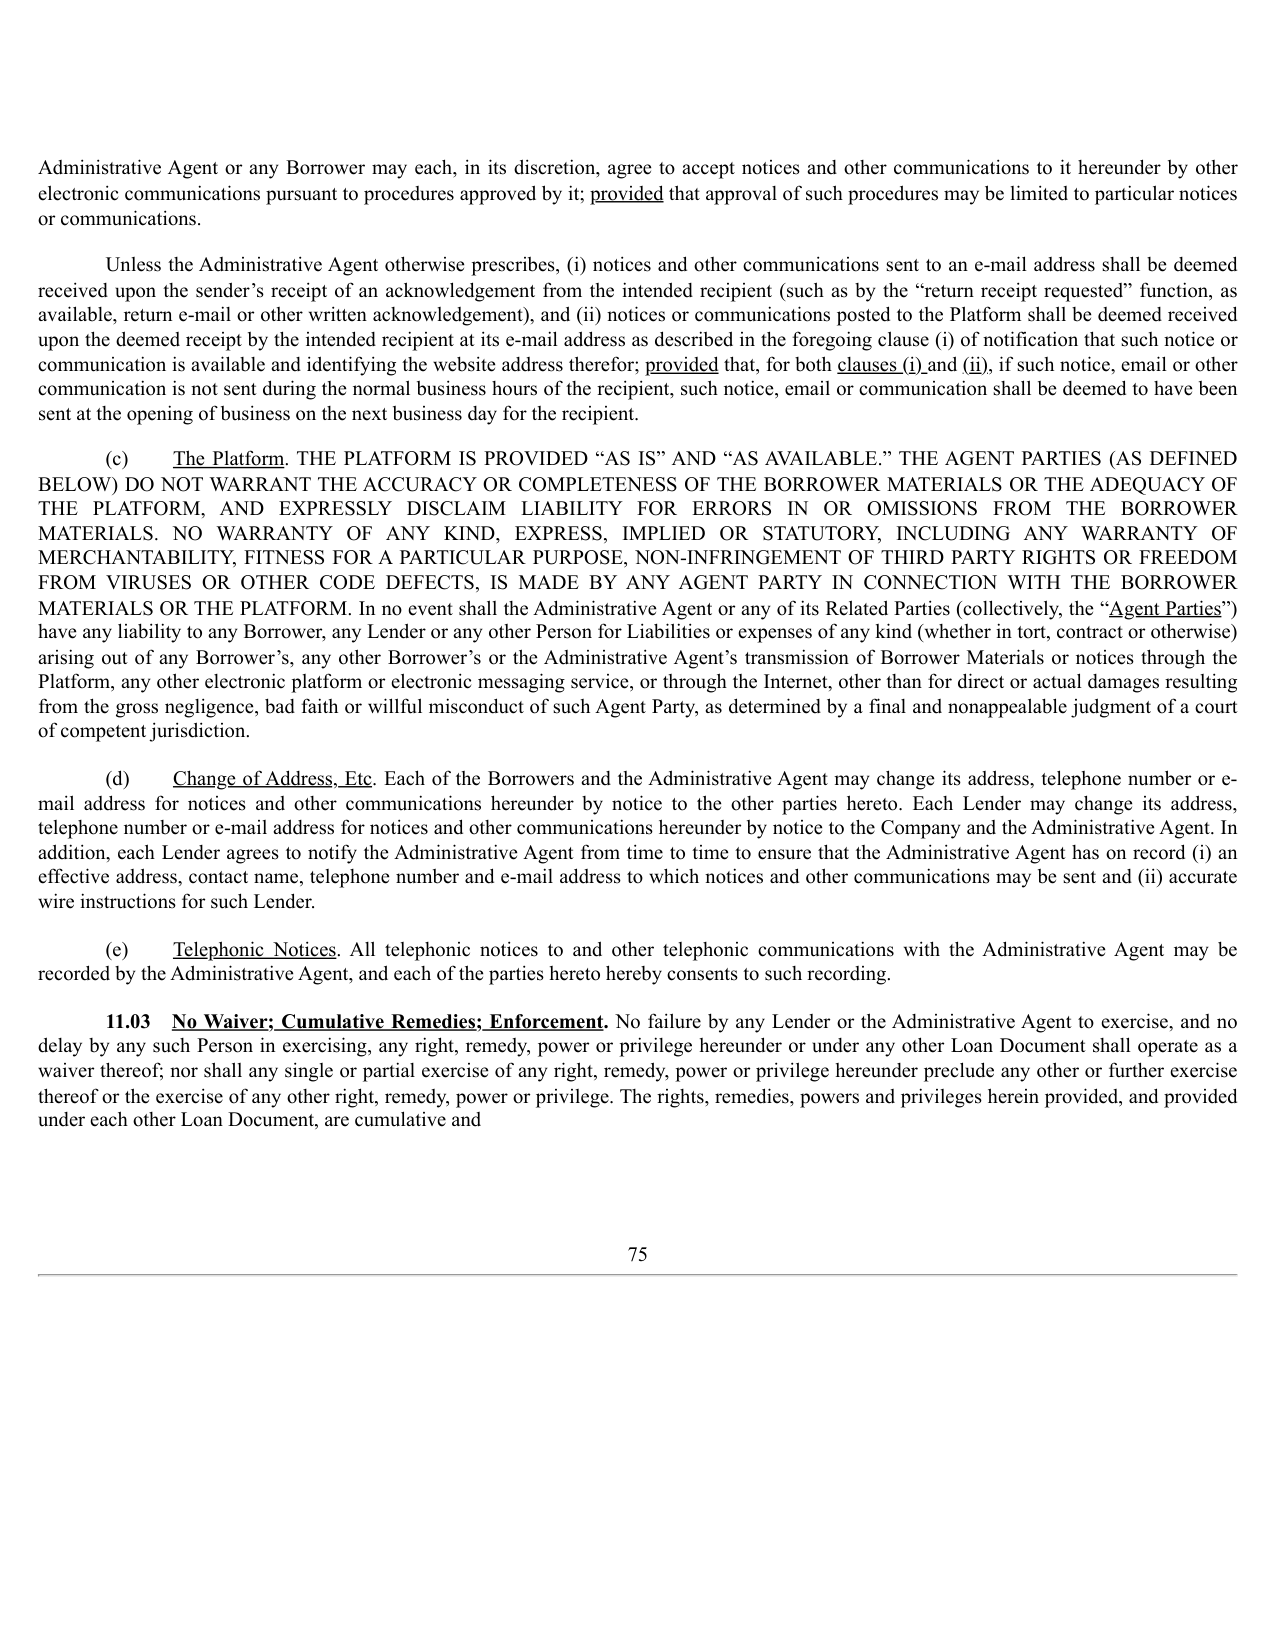 Administrative Agent or any Borrower may each, in its discretion, agree to accept notices and other communications to it hereunder by other
electronic communications pursuant to procedures approved by it; provided that approval of such procedures may be limited to particular notices
or communications.
Unless the Administrative Agent otherwise prescribes, (i) notices and other communications sent to an e-mail address shall be deemed
received upon the sender’s receipt of an acknowledgement from the intended recipient (such as by the “return receipt requested” function, as
available, return e-mail or other written acknowledgement), and (ii) notices or communications posted to the Platform shall be deemed received
upon the deemed receipt by the intended recipient at its e-mail address as described in the foregoing clause (i) of notification that such notice or
communication is available and identifying the website address therefor; provided that, for both clauses (i) and (ii), if such notice, email or other
communication is not sent during the normal business hours of the recipient, such notice, email or communication shall be deemed to have been
sent at the opening of business on the next business day for the recipient.
(c) The Platform. THE PLATFORM IS PROVIDED “AS IS” AND “AS AVAILABLE.” THE AGENT PARTIES (AS DEFINED
BELOW) DO NOT WARRANT THE ACCURACY OR COMPLETENESS OF THE BORROWER MATERIALS OR THE ADEQUACY OF
THE PLATFORM, AND EXPRESSLY DISCLAIM LIABILITY FOR ERRORS IN OR OMISSIONS FROM THE BORROWER
MATERIALS. NO WARRANTY OF ANY KIND, EXPRESS, IMPLIED OR STATUTORY, INCLUDING ANY WARRANTY OF
MERCHANTABILITY, FITNESS FOR A PARTICULAR PURPOSE, NON-INFRINGEMENT OF THIRD PARTY RIGHTS OR FREEDOM
FROM VIRUSES OR OTHER CODE DEFECTS, IS MADE BY ANY AGENT PARTY IN CONNECTION WITH THE BORROWER
MATERIALS OR THE PLATFORM. In no event shall the Administrative Agent or any of its Related Parties (collectively, the “Agent Parties”)
have any liability to any Borrower, any Lender or any other Person for Liabilities or expenses of any kind (whether in tort, contract or otherwise)
arising out of any Borrower’s, any other Borrower’s or the Administrative Agent’s transmission of Borrower Materials or notices through the
Platform, any other electronic platform or electronic messaging service, or through the Internet, other than for direct or actual damages resulting
from the gross negligence, bad faith or willful misconduct of such Agent Party, as determined by a final and nonappealable judgment of a court
of competent jurisdiction.
(d) Change of Address, Etc. Each of the Borrowers and the Administrative Agent may change its address, telephone number or e-
mail address for notices and other communications hereunder by notice to the other parties hereto. Each Lender may change its address,
telephone number or e-mail address for notices and other communications hereunder by notice to the Company and the Administrative Agent. In
addition, each Lender agrees to notify the Administrative Agent from time to time to ensure that the Administrative Agent has on record (i) an
effective address, contact name, telephone number and e-mail address to which notices and other communications may be sent and (ii) accurate
wire instructions for such Lender.
(e) Telephonic Notices. All telephonic notices to and other telephonic communications with the Administrative Agent may be
recorded by the Administrative Agent, and each of the parties hereto hereby consents to such recording.
11.03 No Waiver; Cumulative Remedies; Enforcement. No failure by any Lender or the Administrative Agent to exercise, and no
delay by any such Person in exercising, any right, remedy, power or privilege hereunder or under any other Loan Document shall operate as a
waiver thereof; nor shall any single or partial exercise of any right, remedy, power or privilege hereunder preclude any other or further exercise
thereof or the exercise of any other right, remedy, power or privilege. The rights, remedies, powers and privileges herein provided, and provided
under each other Loan Document, are cumulative and
75